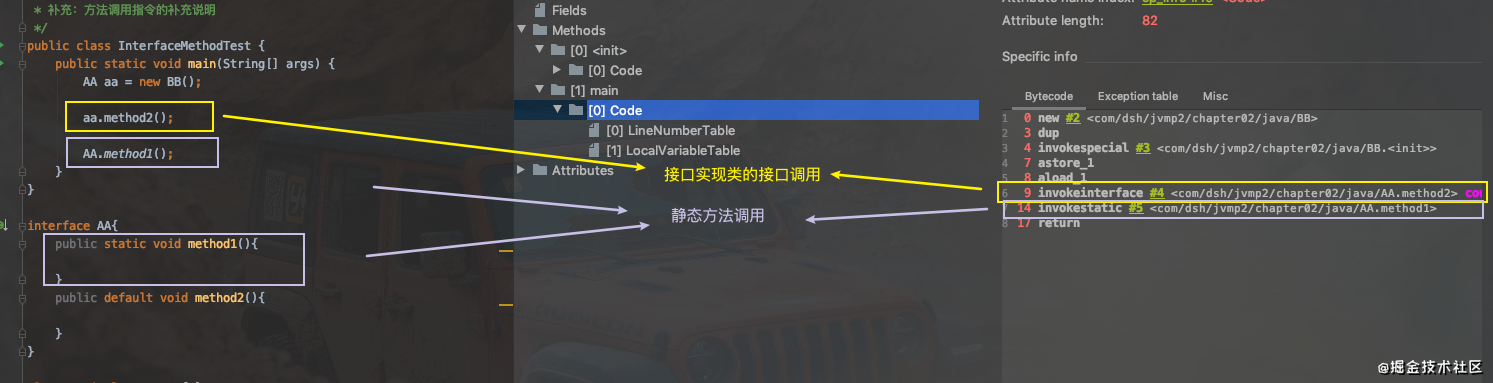 * 补充：方法调用指令的补充说明
*/
public class InterfaceMethodTest {
public static void main(String[] args) {
AA aa = new BB();
aa.method2();
AA.method1();
}
}
interface AA{
public static void method1(){
}
public default void method2(){
}
}
Fields
Methods
[0] <init>
[0] Code
[1] main
[0] Code
[0] LineNumberTable
[1] LocalVariableTable
Attributes
接口实现类的接口调用
静态方法调用
Attribute length: 82
Specific info
Bytecode Exception table Misc
1 0 new #2 <com/dsh/jvmp2/chapter02/java/BB>
2 3 dup
3 4 invokespecial #3 <com/dsh/jvmp2/chapter02/java/BB.<init>>
4 7 astore_1
5 8 aload_1
6 9 invokeinterface #4 <com/dsh/jvmp2/chapter02/java/AA.method2> cou
14 invokestatic #5 <com/dsh/jvmp2/chapter02/java/AA.method1>
8 17 return
@掘金技术社区